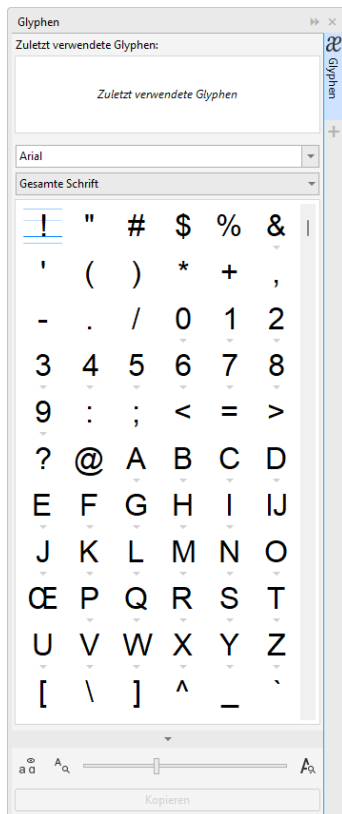 Glyphen
Zuletzt verwendete Glyphen:
Zuletzt verwendete Glyphen
Arial
Gesamte Schrift
! " # $ % &
' ( ) * + ,
- . / 0 1 2
3 4 5 6 7 8
9 : ; < = >
? @ A B C D
E F G H I IJ
J K L M N O
Œ P Q R S T
U V W X Y Z
[ \ ] ^ _ `
Kopieren
æ Glyphen